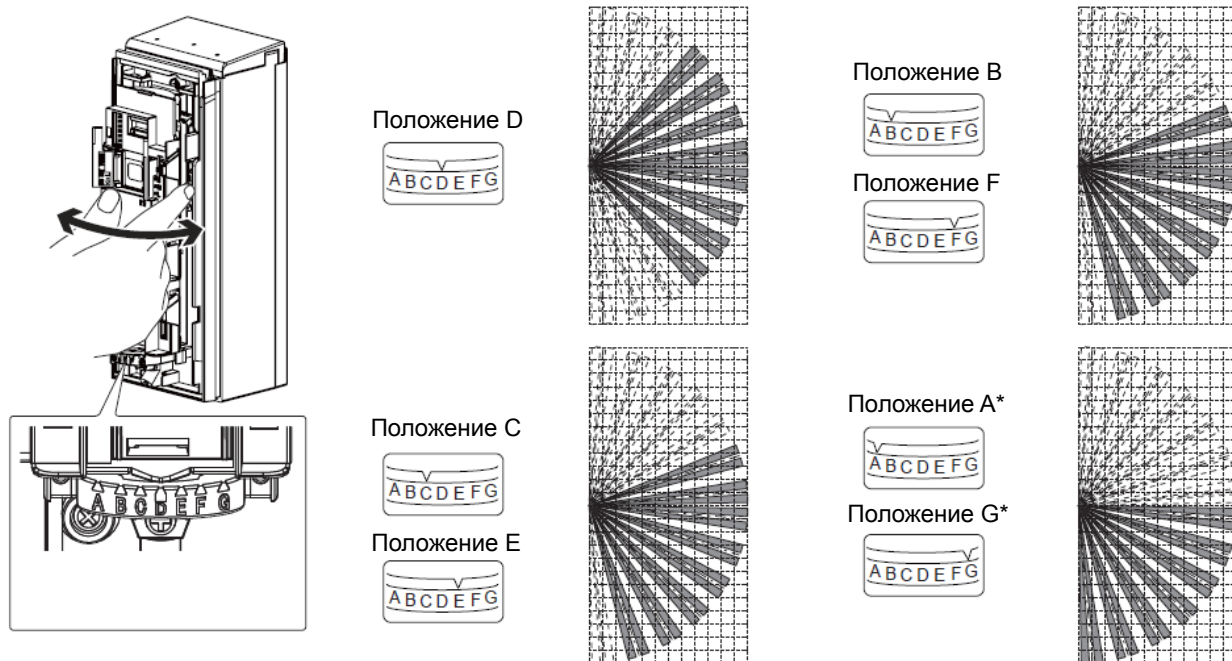 Положение D
ABCDEFG
Положение B
ABCDEFG
Положение F
ABCDEFG
A B C D E F G
Положение C
ABCDEFG
Положение E
ABCDEFG
Положение A*
ABCDEFG
Положение G*
ABCDEFG